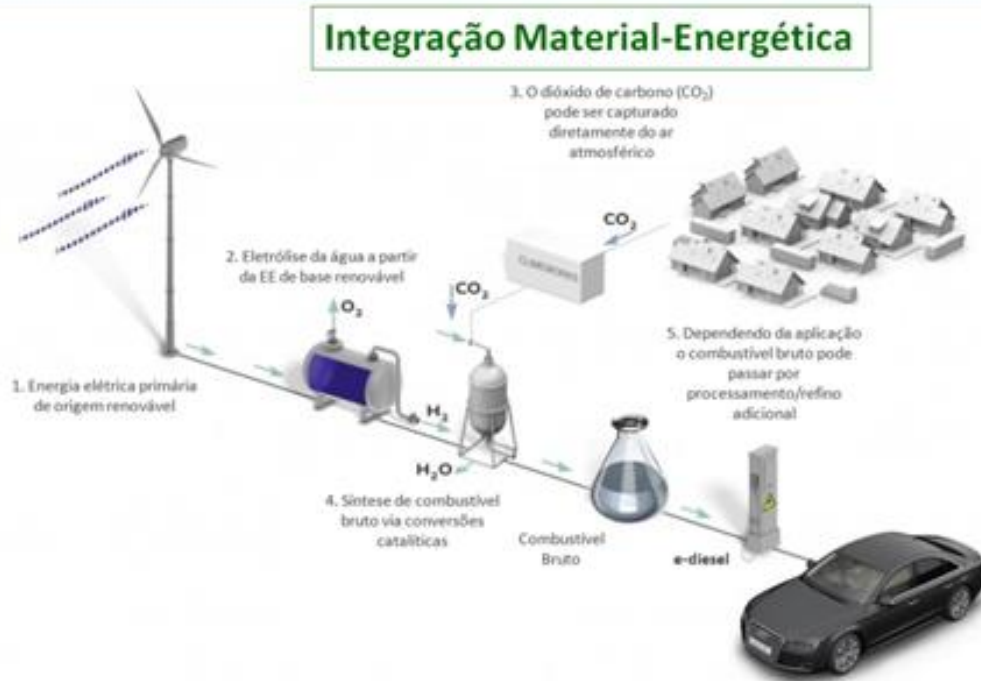 Integração Material-Energética
3. O dióxido de carbono (CO₂)
pode ser capturado
diretamente do ar
atmosférico
CO₂
2. Eletrólise da água a partir
da EE de base renovável
O₂
CO₂
CLIMEWORKS
1. Energia elétrica primária
de origem renovável
H₂
H₂O
4. Síntese de combustível
bruto via conversões
catalíticas
Combustível
Bruto
5. Dependendo da aplicação
o combustível bruto pode
passar por
processamento/refino
adicional
e-diesel